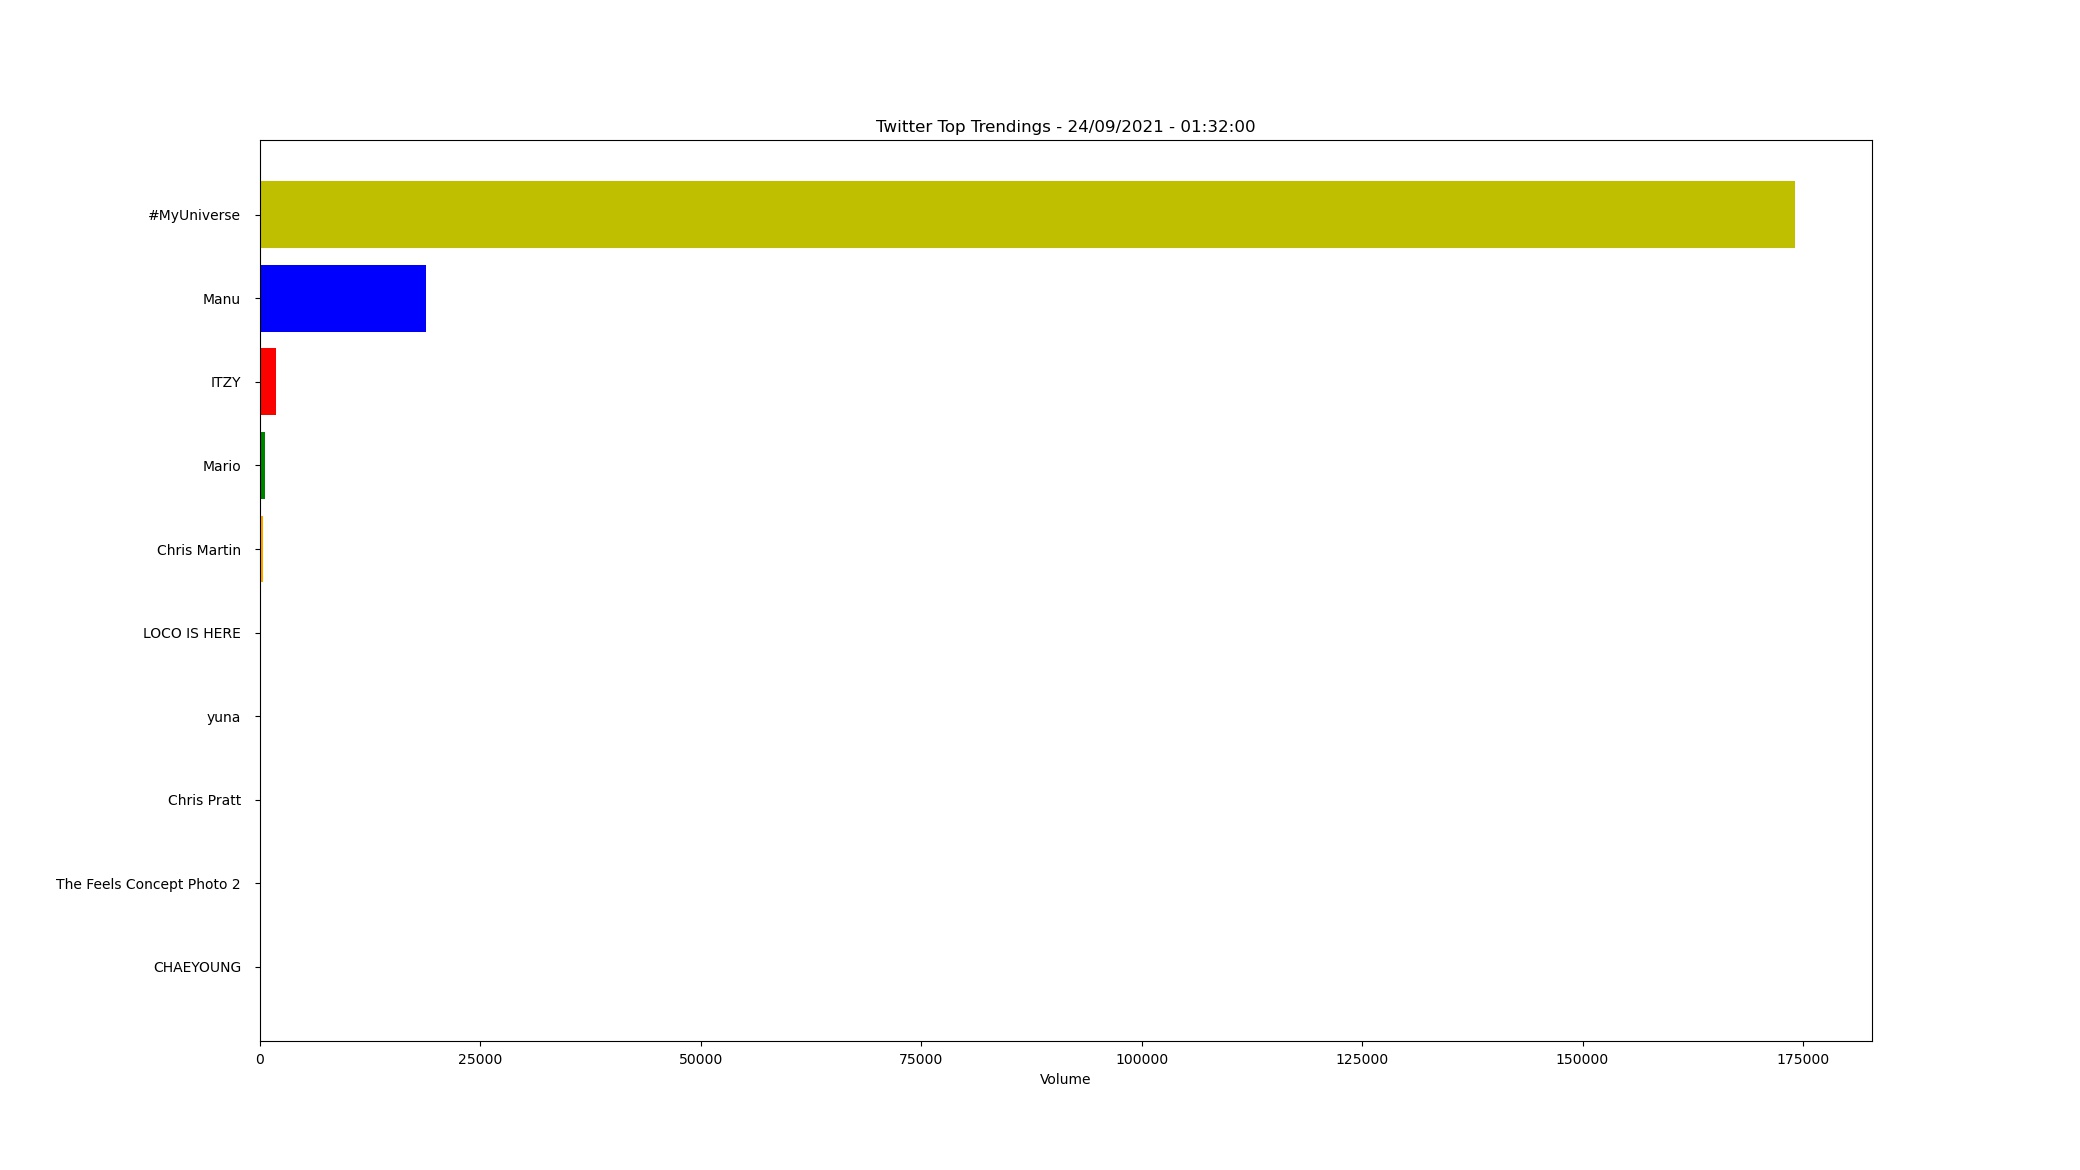 Twitter Top Trendings - 24/09/2021 - 01:32:00
#MyUniverse
Manu
ITZY
Mario
Chris Martin
LOCO IS HERE
yuna
Chris Pratt
The Feels Concept Photo 2
CHAEYOUNG
0 25000 50000 75000 100000 125000 150000 175000
Volume